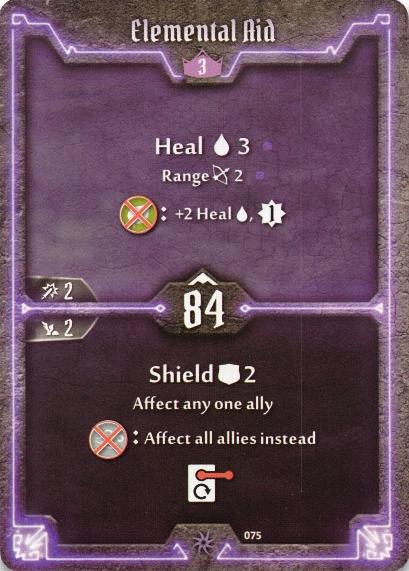 Elemental Aid
3
Heal 3
Range 2
: +2 Heal , 1
2
84
2
Shield 2
Affect any one ally
: Affect all allies instead
075